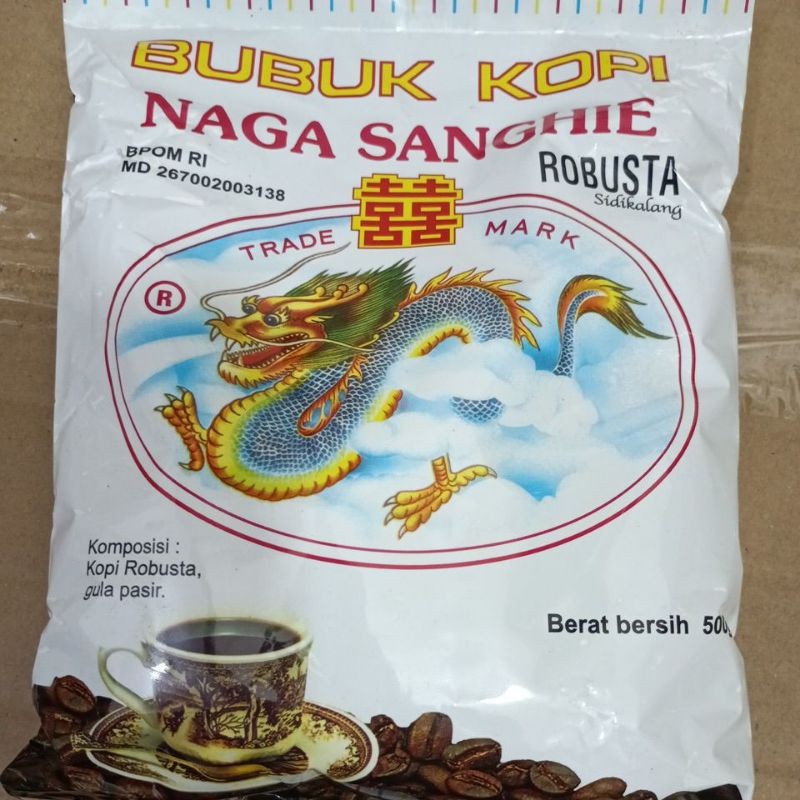 BUBUK KOPI
NAGA SANGHIE
BPOM RI
MD 267002003138
ROBUSTA
Sidikalang
囍
TRADE MARK
®
Komposisi :
Kopi Robusta,
gula pasir.
Berat bersih 500g